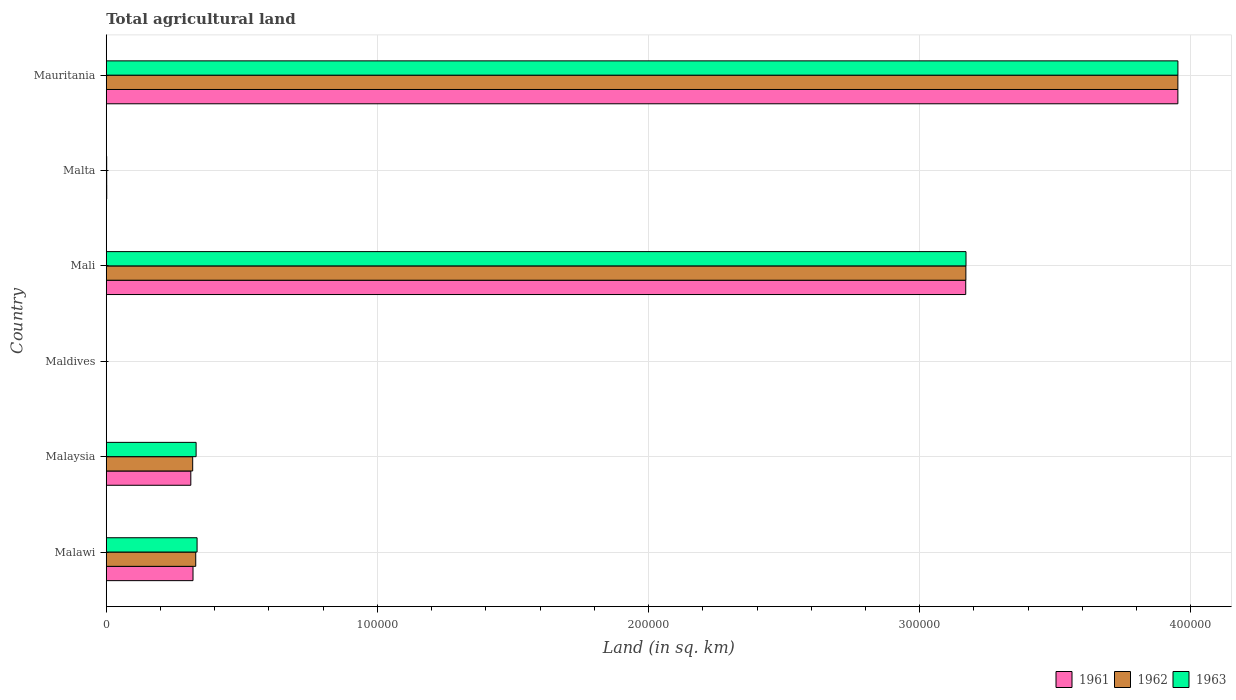 Total agricultural land
Mauritania
Malta
Mali
Maldives
Malaysia
Malawi
Country
0
100000
200000
300000
400000
Land (in sq. km)
1961
1962
1963